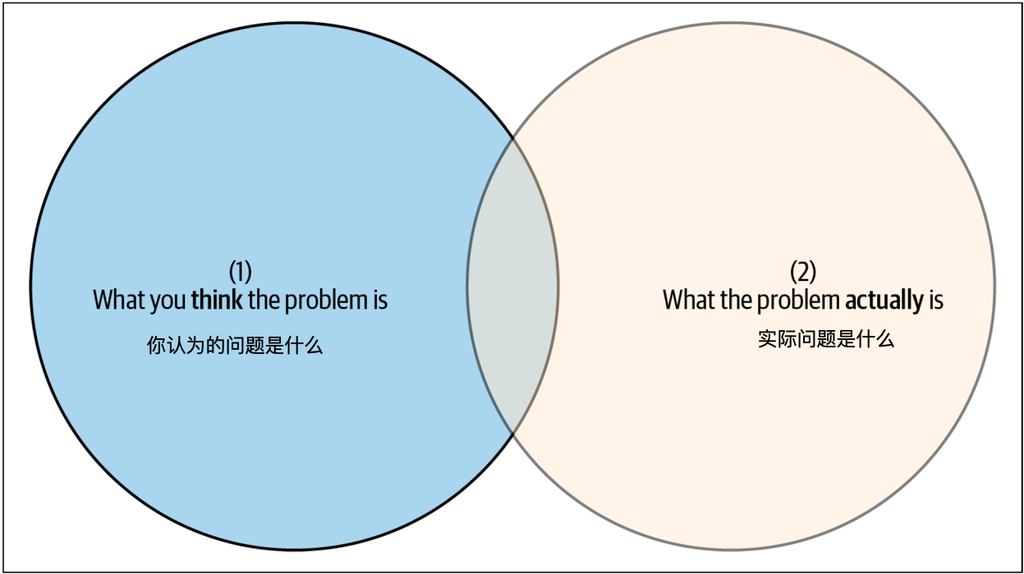 (1)
What you think the problem is
你认为的问题是什么
(2)
What the problem actually is
实际问题是什么